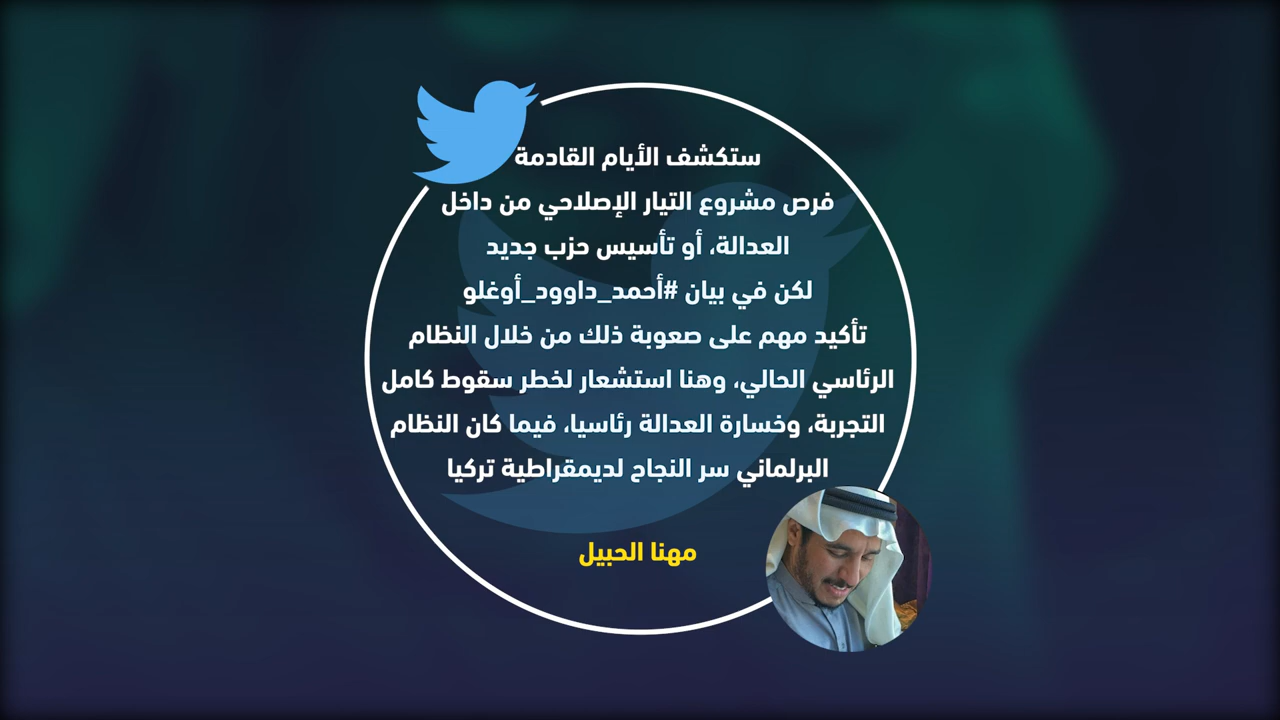 ستكشف الأيام القادمة
فرص مشروع التيار الإصلاحي من داخل
العدالة، أو تأسيس حزب جديد
لكن في بيان #أحمد_داوود_أوغلو
تأكيد مهم على صعوبة ذلك من خلال النظام
الرئاسي الحالي، وهنا استشعار لخطر سقوط كامل
التجربة، وخسارة العدالة رئاسيا، فيما كان النظام
البرلماني سر النجاح لديمقراطية تركيا
مهنا الحبيل